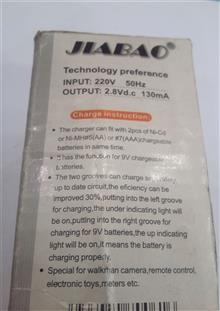 JIABAO®
Technology preference
INPUT: 220V 50Hz
OUTPUT: 2.8Vd.c 130mA
Charge Instruction:
• The charger can fit with 2pcs of Ni-Cd
or Ni-MH#5(AA) or #7(AAA)chargeable
batteries in same time.
• has the function for 9V chargeable
batteries.
• The two grooves can charge
up to date circuit,the eficiency can be
improved 30%,putting into the left groove
for charging,the under indicating light will
be on,putting into the right groove for
charging for 9V batteries,the up indicating
light will be on,it means the battery is
charging properly.
• Special for walkman camera,remote control,
electronic toys,meters etc.